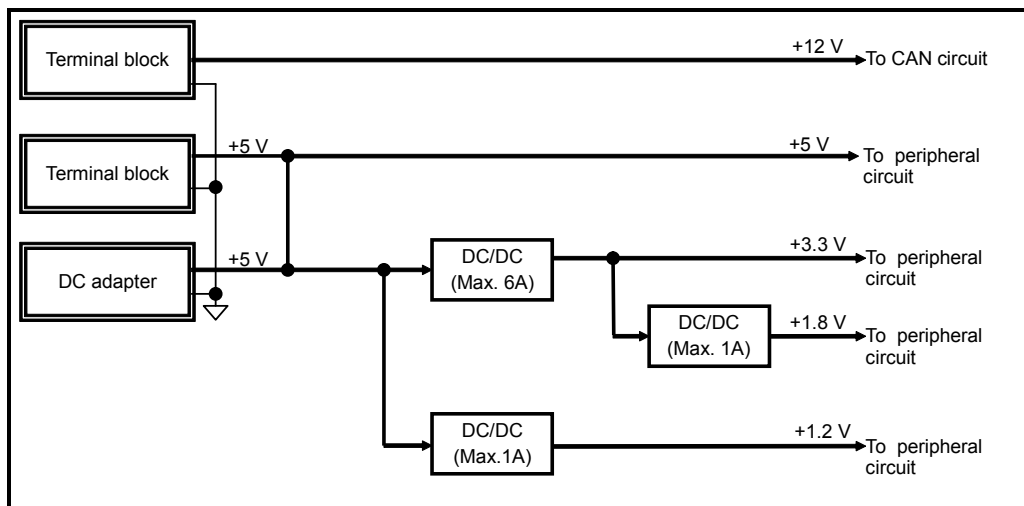 Terminal block
+12 V
To CAN circuit
Terminal block
+5 V
+5 V
To peripheral
circuit
DC adapter
+5 V
DC/DC
(Max. 6A)
+3.3 V
To peripheral
circuit
DC/DC
(Max. 1A)
+1.8 V
To peripheral
circuit
DC/DC
(Max.1A)
+1.2 V
To peripheral
circuit